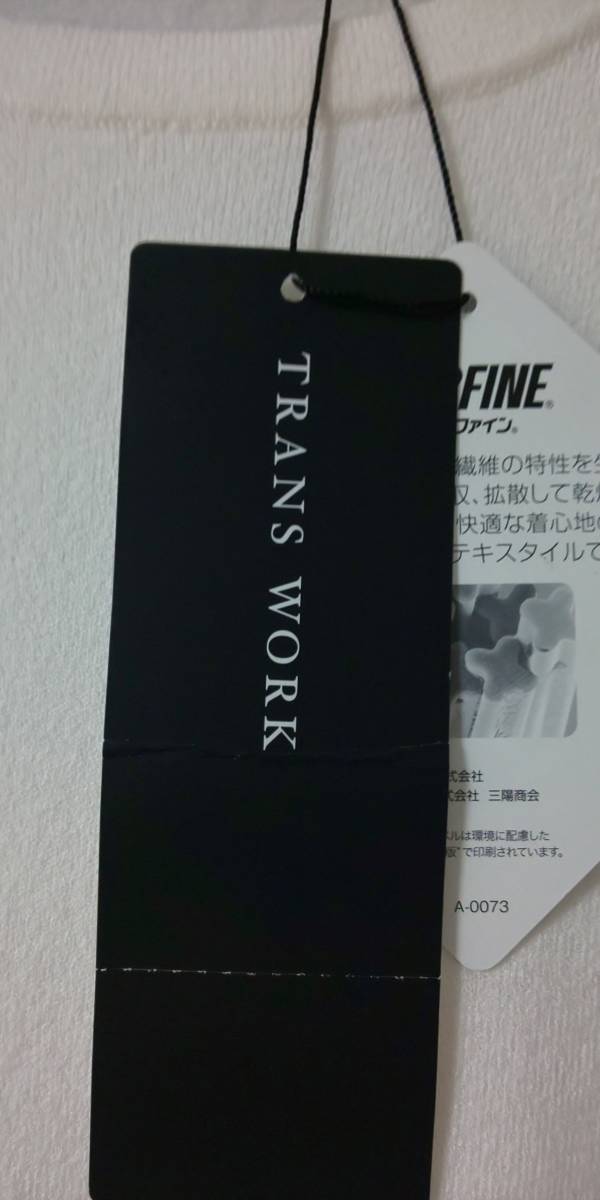 TRANS WORK
FINE®
ファイン®
繊維の特性を
、拡散して乾
快適な着心地
テキスタイルで
式会社
式会社 三陽商会
ルは環境に配慮した
版"で印刷されています。
A-0073